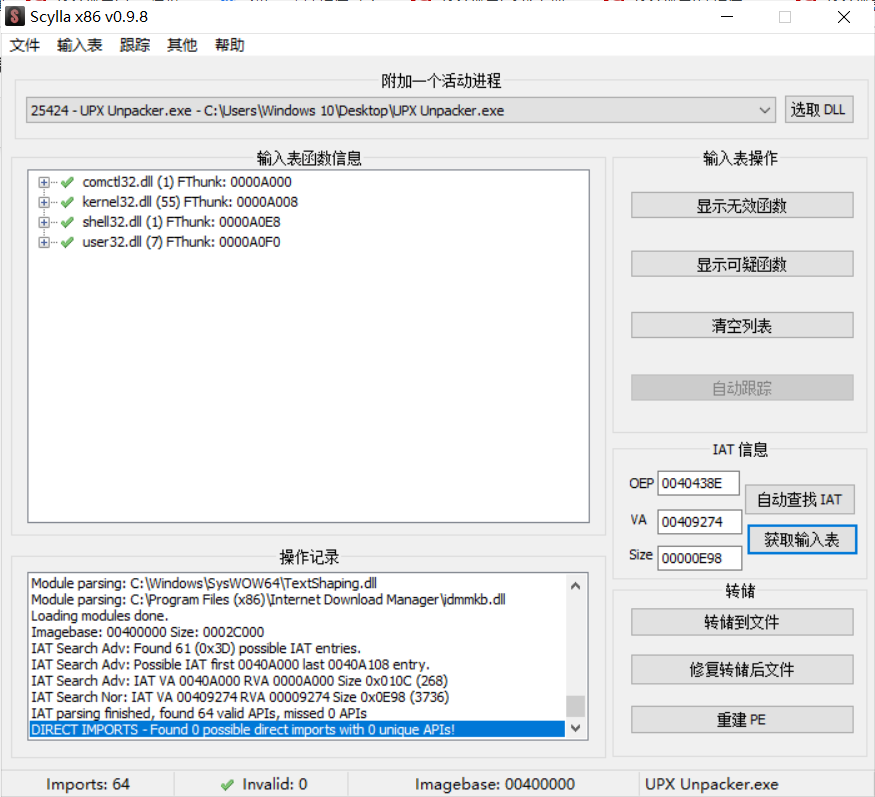 Scylla x86 v0.9.8
文件 输入表 跟踪 其他 帮助
附加一个活动进程
25424 - UPX Unpacker.exe - C:\Users\Windows 10\Desktop\UPX Unpacker.exe
选取 DLL
输入表函数信息
comctl32.dll (1) FThunk: 0000A000
kernel32.dll (55) FThunk: 0000A008
shell32.dll (1) FThunk: 0000A0E8
user32.dll (7) FThunk: 0000A0F0
输入表操作
显示无效函数
显示可疑函数
清空列表
自动跟踪
IAT 信息
OEP 0040438E
VA 00409274
Size 00000E98
自动查找 IAT
获取输入表
操作记录
Module parsing: C:\Windows\SysWOW64\TextShaping.dll
Module parsing: C:\Program Files (x86)\Internet Download Manager\idmmkb.dll
Loading modules done.
Imagebase: 00400000 Size: 0002C000
IAT Search Adv: Found 61 (0x3D) possible IAT entries.
IAT Search Adv: Possible IAT first 0040A000 last 0040A108 entry.
IAT Search Adv: IAT VA 0040A000 RVA 0000A000 Size 0x010C (268)
IAT Search Nor: IAT VA 00409274 RVA 00009274 Size 0x0E98 (3736)
IAT parsing finished, found 64 valid APIs, missed 0 APIs
DIRECT IMPORTS - Found 0 possible direct imports with 0 unique APIs!
转储
转储到文件
修复转储后文件
重建 PE
Imports: 64
Invalid: 0
Imagebase: 00400000
UPX Unpacker.exe